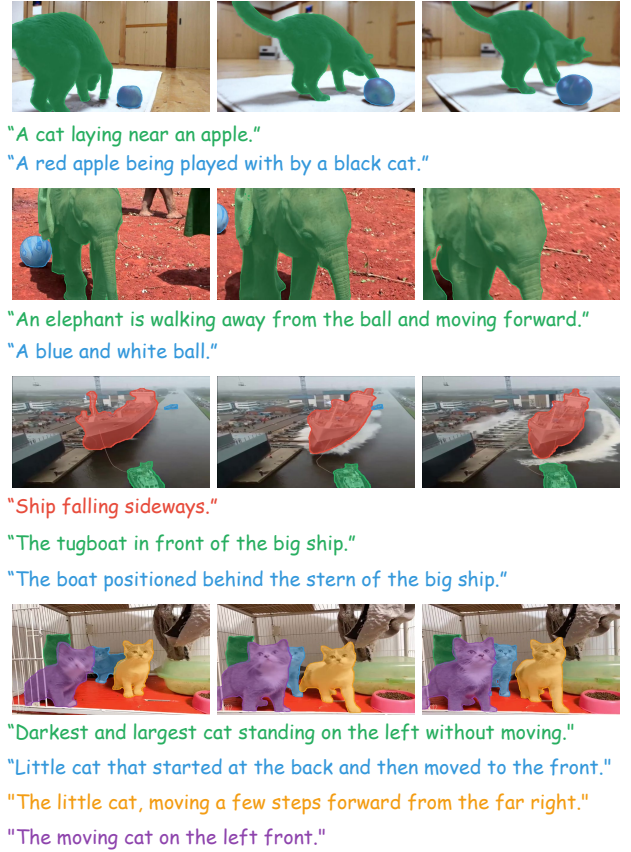 “A cat laying near an apple.”
“A red apple being played with by a black cat.”
“An elephant is walking away from the ball and moving forward.”
“A blue and white ball.”
“Ship falling sideways.”
“The tugboat in front of the big ship.”
“The boat positioned behind the stern of the big ship.”
“Darkest and largest cat standing on the left without moving."
“Little cat that started at the back and then moved to the front."
"The little cat, moving a few steps forward from the far right."
"The moving cat on the left front."